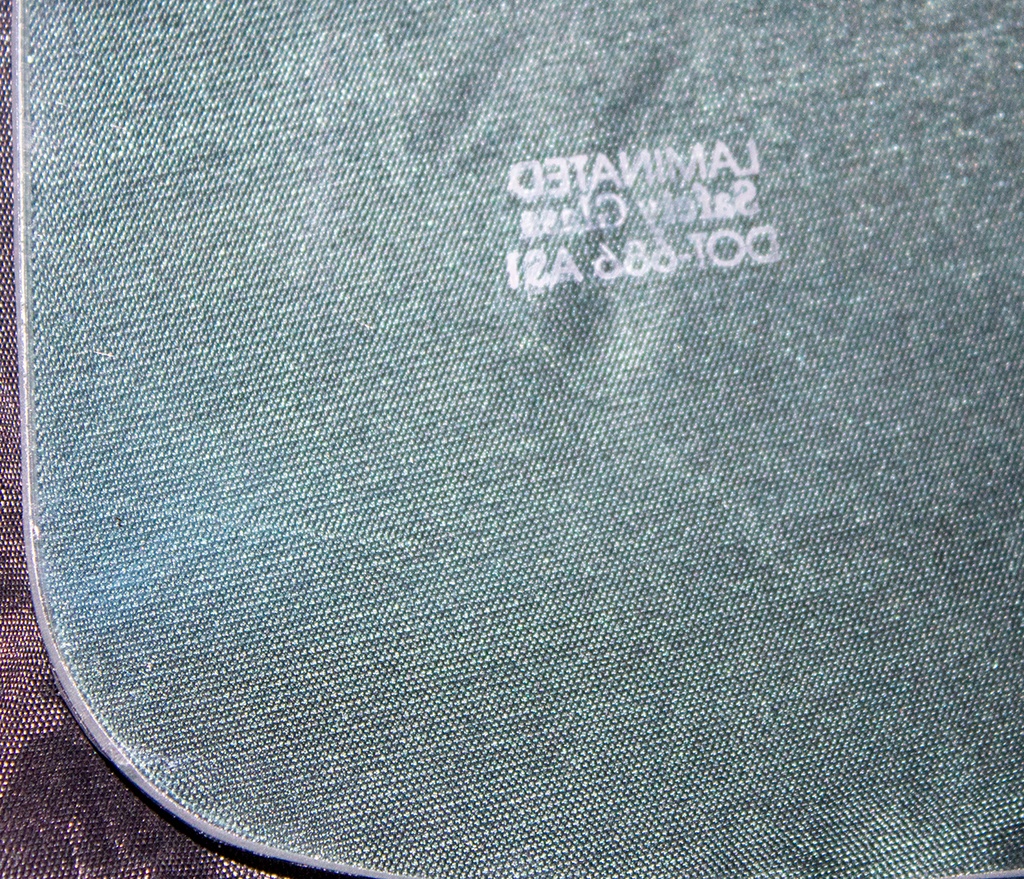 LAMINATED
Safety Glass
DOT-686 AS1